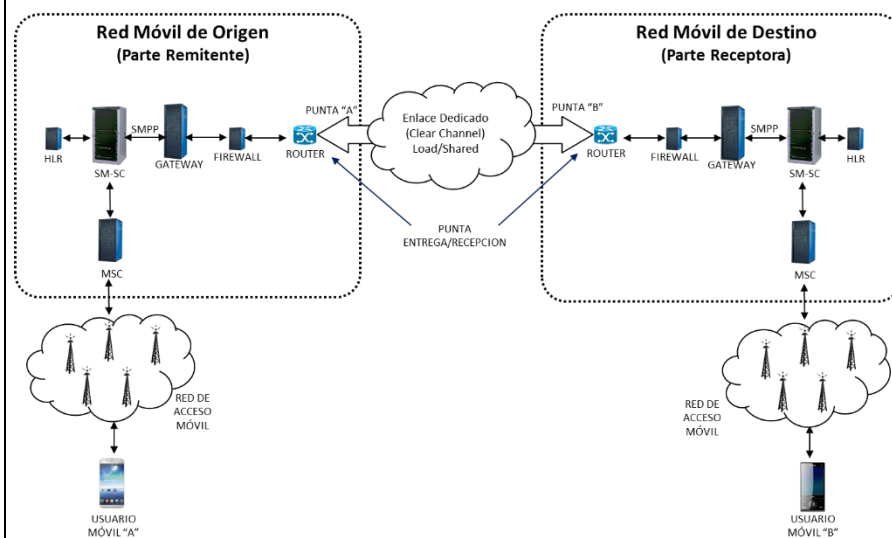 Red Móvil de Origen
(Parte Remitente)
Red Móvil de Destino
(Parte Receptora)
PUNTA "A"
Enlace Dedicado
(Clear Channel)
Load/Shared
PUNTA "B"
HLR
SM-SC
SMPP
GATEWAY
FIREWALL
ROUTER
ROUTER
FIREWALL
GATEWAY
SMPP
SM-SC
HLR
PUNTA
ENTREGA/RECEPCION
MSC
MSC
RED DE
ACCESO
MÓVIL
RED DE
ACCESO
MÓVIL
USUARIO
MÓVIL "A"
USUARIO
MÓVIL "B"